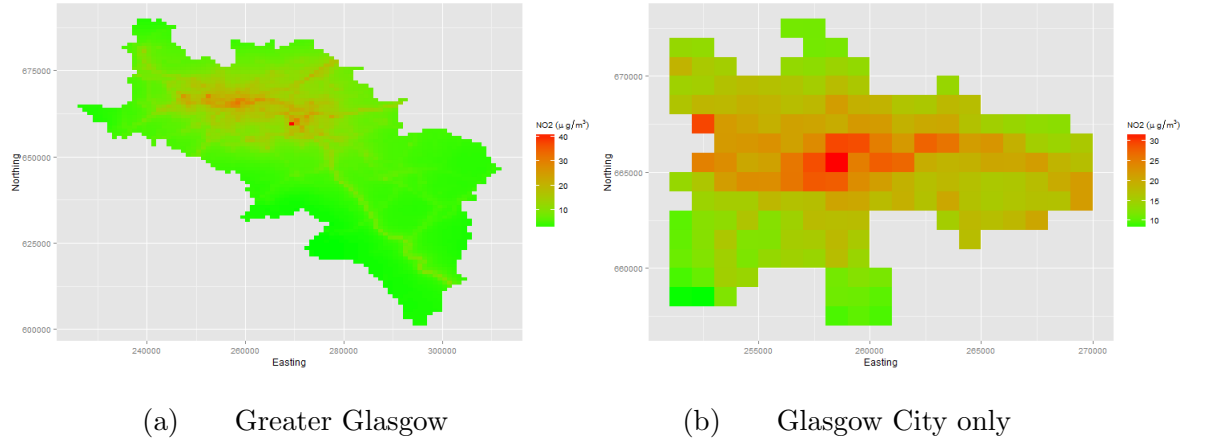 675000
650000
625000
600000
Northing
240000 260000 280000 300000
Easting
NO2 (μg/m³)
40
30
20
10
(a) Greater Glasgow
670000
665000
660000
Northing
255000 260000 265000 270000
Easting
NO2 (μg/m³)
30
25
20
15
10
(b) Glasgow City only